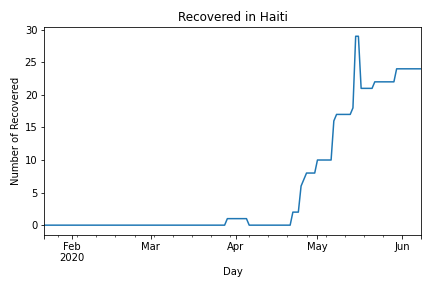 Recovered in Haiti
Number of Recovered
30
25
20
15
10
5
0
Feb
2020
Mar
Apr
May
Jun
Day